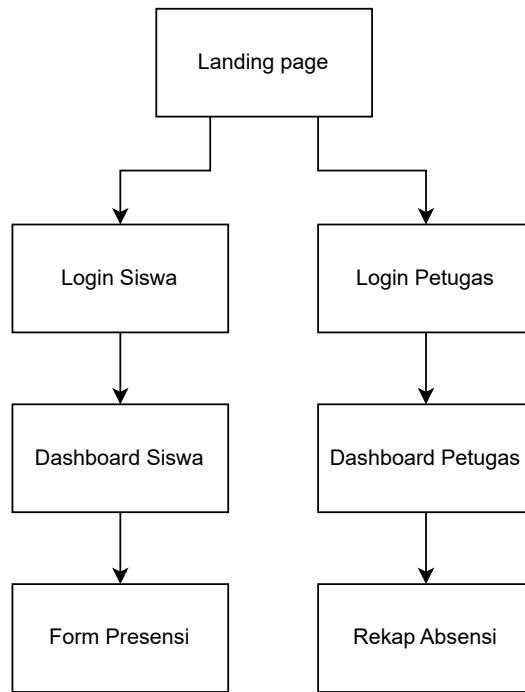 Landing page
Login Siswa
Login Petugas
Dashboard Siswa
Dashboard Petugas
Form Presensi
Rekap Absensi